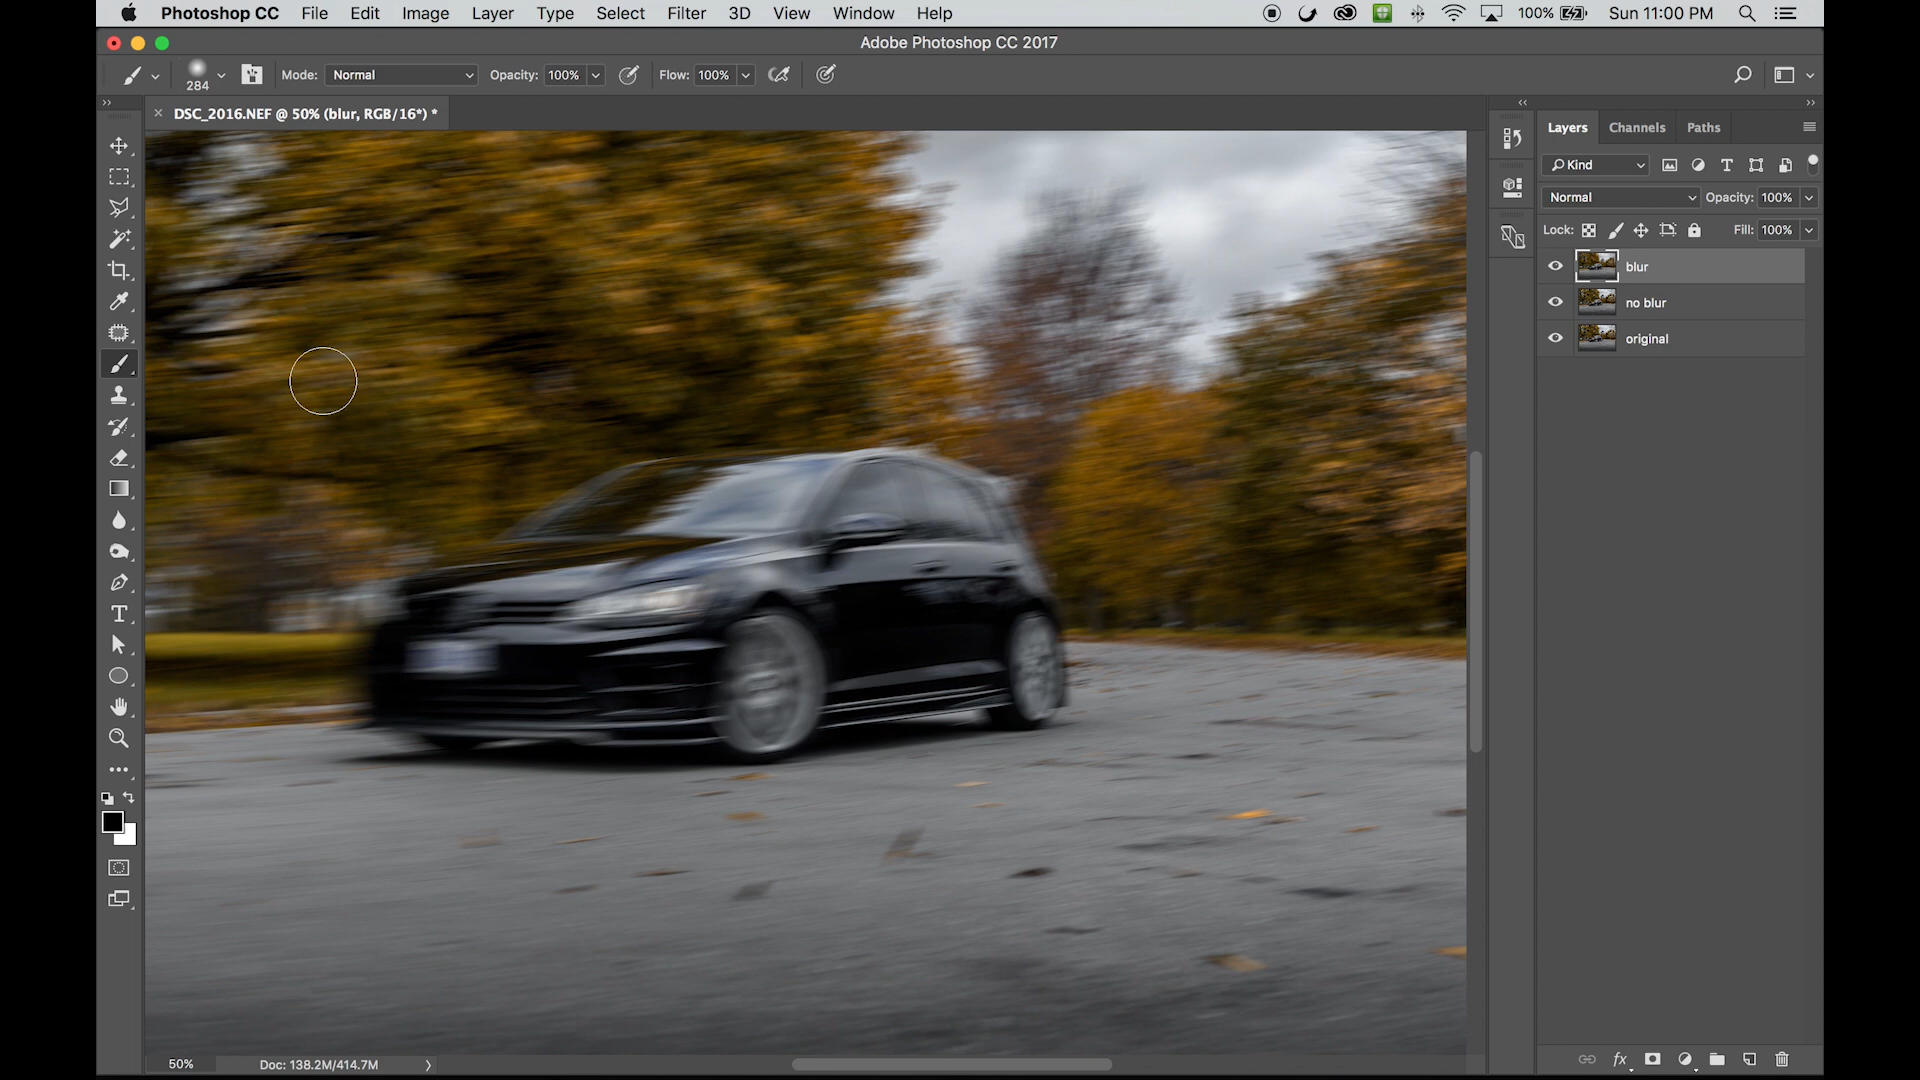 Photoshop CC File Edit Image Layer Type Select Filter 3D View Window Help 100% Sun 11:00 PM
Adobe Photoshop CC 2017
284 Mode: Normal Opacity: 100% Flow: 100%
DSC_2016.NEF @ 50% (blur, RGB/16*) *
Layers Channels Paths
Kind
Normal Opacity: 100%
Lock: Fill: 100%
blur
no blur
original
50% Doc: 138.2M/414.7M